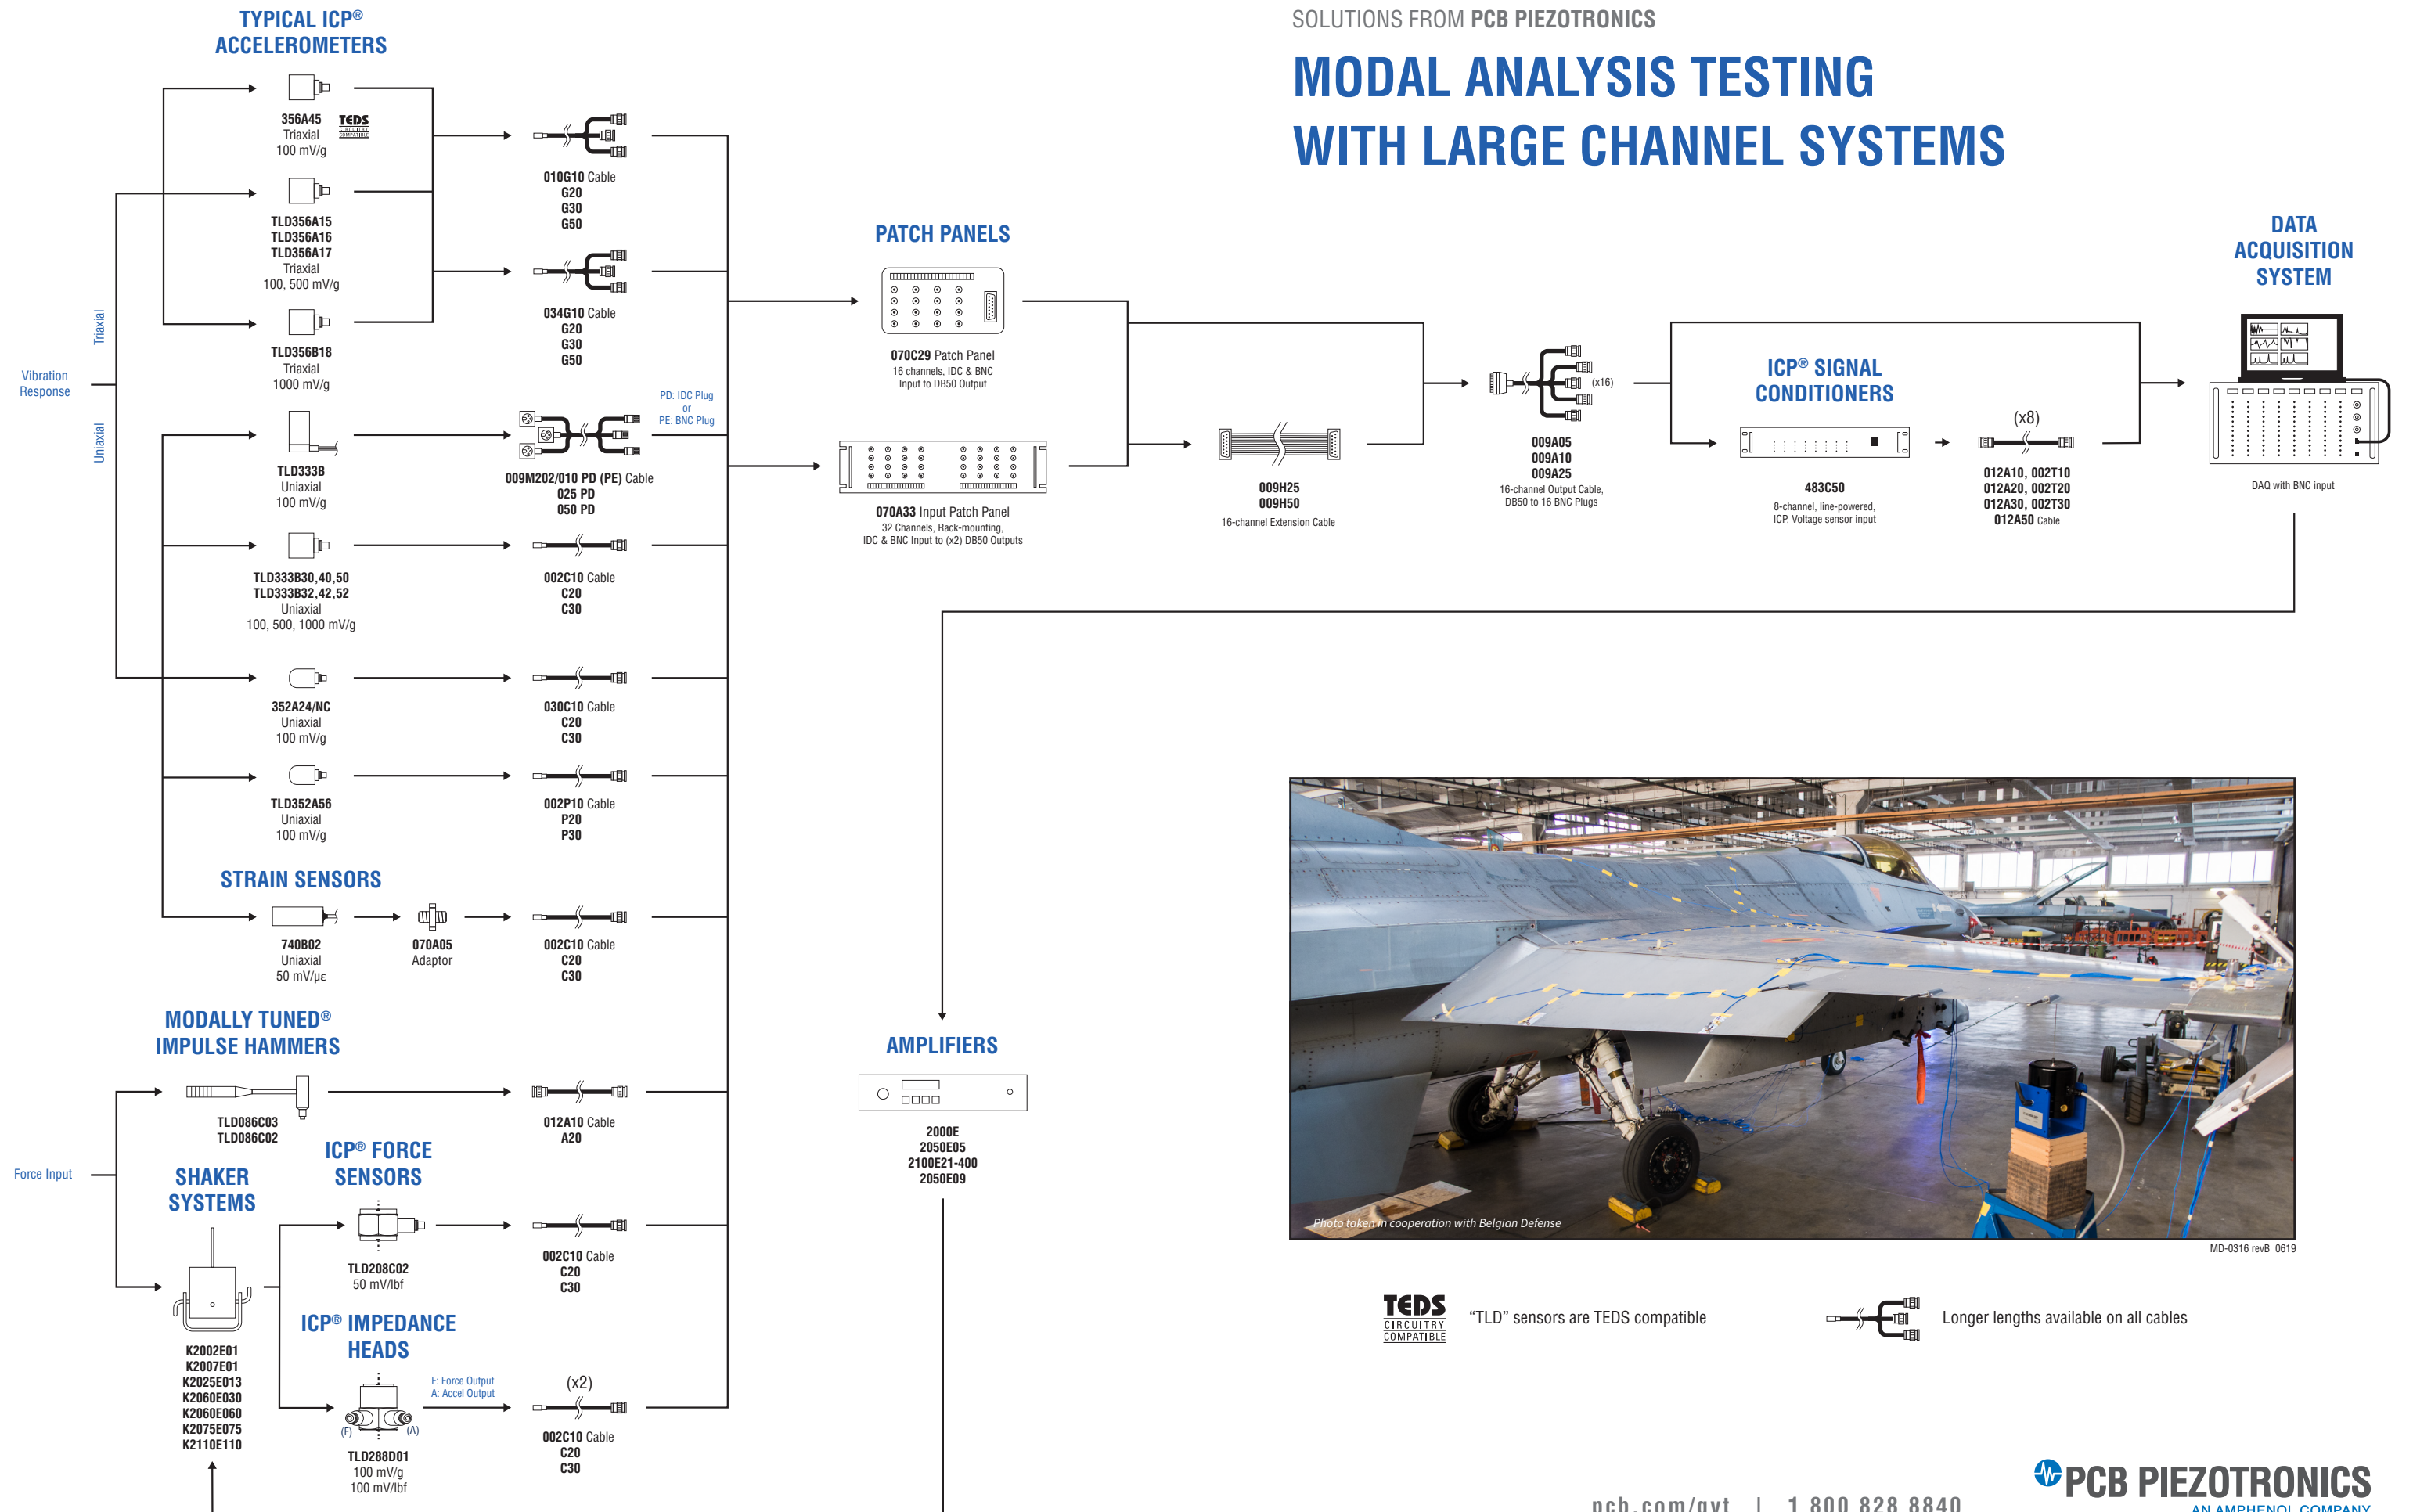 SOLUTIONS FROM PCB PIEZOTRONICS
MODAL ANALYSIS TESTING
WITH LARGE CHANNEL SYSTEMS
TYPICAL ICP®
ACCELEROMETERS
356A45
Triaxial
100 mV/g
TEDS
CIRCUITRY
COMPATIBLE
TLD356A15
TLD356A16
TLD356A17
Triaxial
100, 500 mV/g
TLD356B18
Triaxial
1000 mV/g
Triaxial
Vibration
Response
Uniaxial
TLD333B
Uniaxial
100 mV/g
TLD333B30,40,50
TLD333B32,42,52
Uniaxial
100, 500, 1000 mV/g
352A24/NC
Uniaxial
100 mV/g
TLD352A56
Uniaxial
100 mV/g
010G10 Cable
G20
G30
G50
034G10 Cable
G20
G30
G50
PD: IDC Plug
or
PE: BNC Plug
009M202/010 PD (PE) Cable
025 PD
050 PD
002C10 Cable
C20
C30
030C10 Cable
C20
C30
002P10 Cable
P20
P30
STRAIN SENSORS
740B02
Uniaxial
50 mV/µε
070A05
Adaptor
002C10 Cable
C20
C30
MODALLY TUNED®
IMPULSE HAMMERS
TLD086C03
TLD086C02
012A10 Cable
A20
Force Input
SHAKER
SYSTEMS
K2002E01
K2007E01
K2025E013
K2060E030
K2060E060
K2075E075
K2110E110
ICP® FORCE
SENSORS
TLD208C02
50 mV/lbf
002C10 Cable
C20
C30
ICP® IMPEDANCE
HEADS
F: Force Output
A: Accel Output
(F)
(A)
TLD288D01
100 mV/g
100 mV/lbf
(x2)
002C10 Cable
C20
C30
PATCH PANELS
070C29 Patch Panel
16 channels, IDC & BNC
Input to DB50 Output
070A33 Input Patch Panel
32 Channels, Rack-mounting,
IDC & BNC Input to (x2) DB50 Outputs
009H25
009H50
16-channel Extension Cable
(x16)
009A05
009A10
009A25
16-channel Output Cable,
DB50 to 16 BNC Plugs
ICP® SIGNAL
CONDITIONERS
483C50
8-channel, line-powered,
ICP, Voltage sensor input
(x8)
012A10, 002T10
012A20, 002T20
012A30, 002T30
012A50 Cable
DATA
ACQUISITION
SYSTEM
DAQ with BNC input
AMPLIFIERS
2000E
2050E05
2100E21-400
2050E09
Photo taken in cooperation with Belgian Defense
MD-0316 revB 0619
TEDS
CIRCUITRY
COMPATIBLE
“TLD” sensors are TEDS compatible
Longer lengths available on all cables
pcb.com/gvt | 1 800 828 8840
PCB PIEZOTRONICS
AN AMPHENOL COMPANY